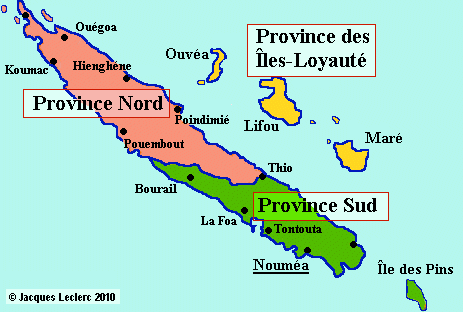 Ouégoa
Koumac
Hienghène
Ouvéa
Province des
Îles-Loyauté
Province Nord
Poindimié
Lifou
Pouembout
Maré
Thio
Bourail
Province Sud
La Foa
Tontouta
Nouméa
Île des Pins
© Jacques Leclerc 2010